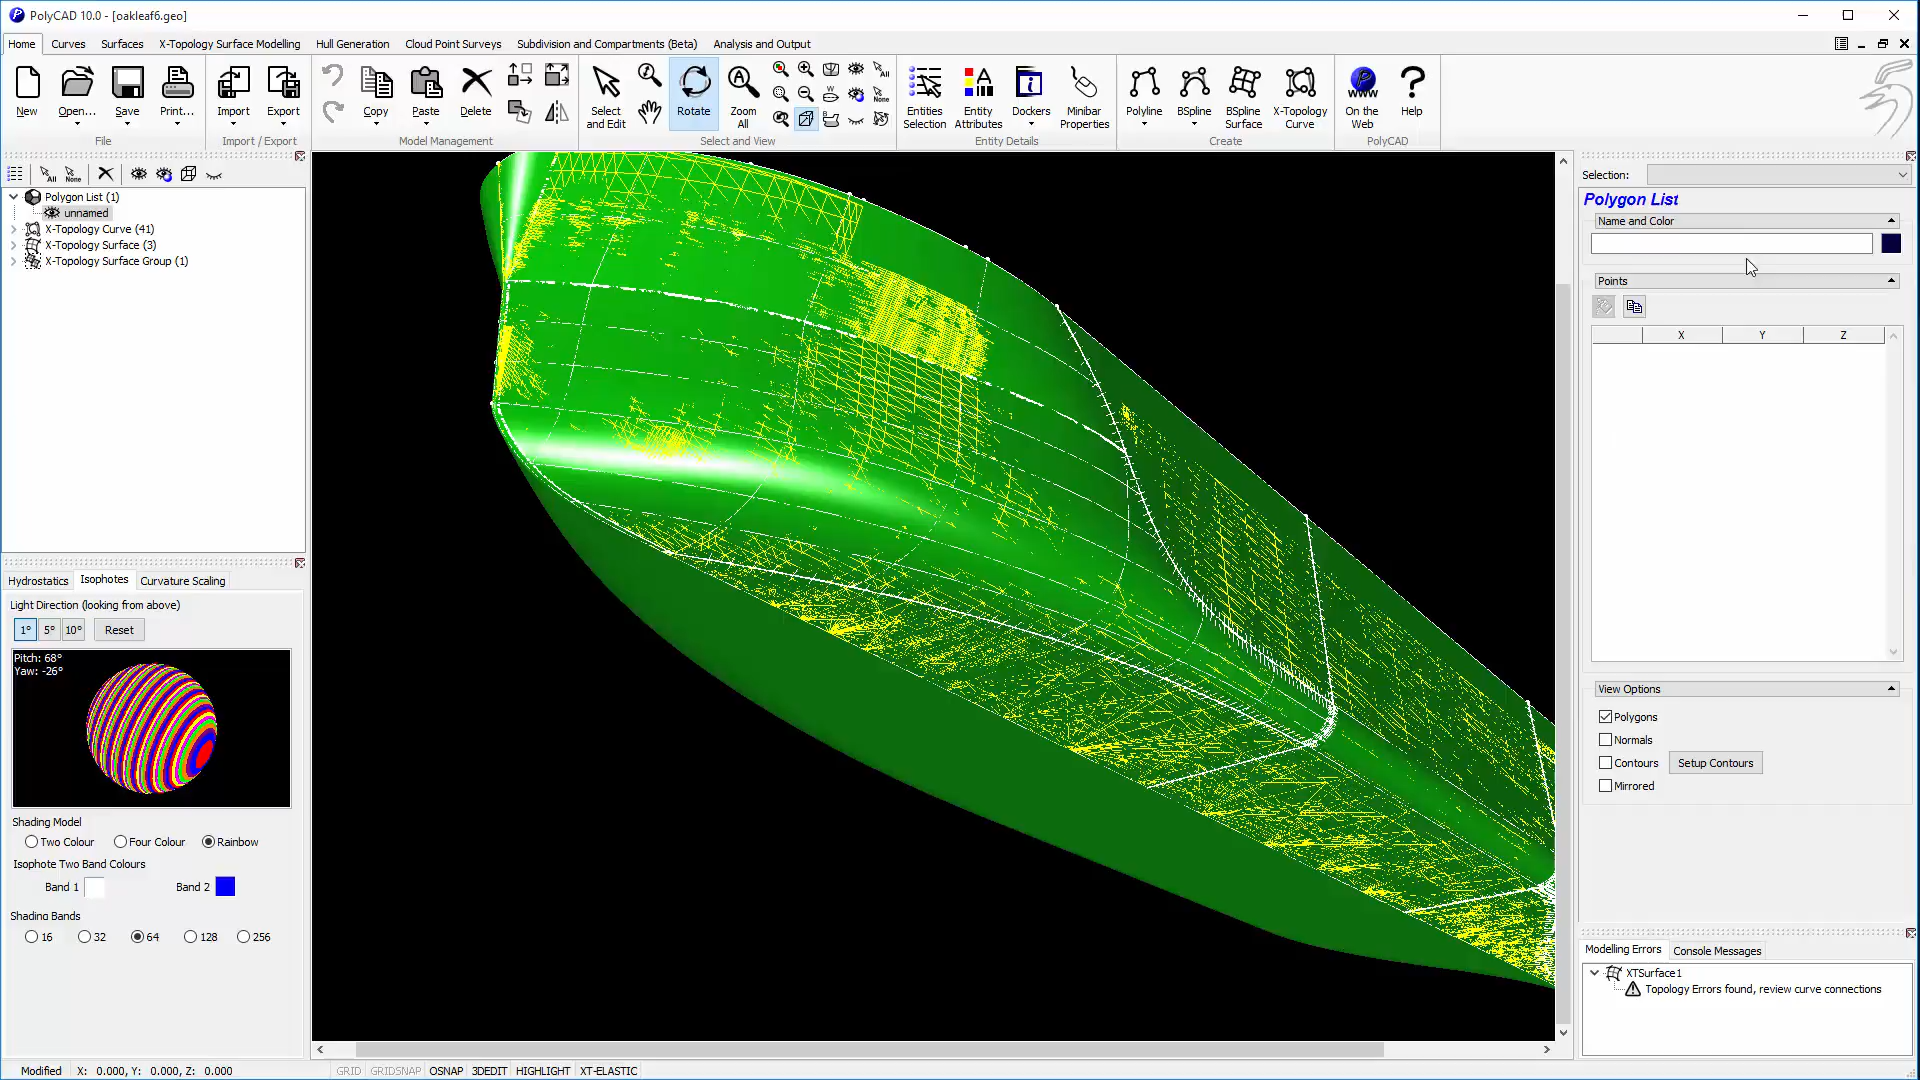 PolyCAD 10.0 - [oakleaf6.geo]
Home Curves Surfaces X-Topology Surface Modelling Hull Generation Cloud Point Surveys Subdivision and Compartments (Beta) Analysis and Output
New Open... Save Print... Import Export Copy Paste Delete Select and Edit Rotate Zoom All Entities Selection Entity Attributes Dockers Minibar Properties Polyline BSpline BSpline Surface X-Topology Curve On the Web Help
File Import / Export Model Management Select and View Entity Details Create PolyCAD
All None
All None
Polygon List (1)
unnamed
X-Topology Curve (41)
X-Topology Surface (3)
X-Topology Surface Group (1)
Hydrostatics Isophotes Curvature Scaling
Light Direction (looking from above)
1° 5° 10° Reset
Pitch: 68°
Yaw: -26°
Shading Model
Two Colour Four Colour Rainbow
Isophote Two Band Colours
Band 1 Band 2
Shading Bands
16 32 64 128 256
Selection:
Polygon List
Name and Color
Points
X Y Z
View Options
Polygons
Normals
Contours Setup Contours
Mirrored
Modelling Errors Console Messages
XTSurface1
Topology Errors found, review curve connections
Modified X: 0.000, Y: 0.000, Z: 0.000 GRID GRIDSNAP OSNAP 3DEDIT HIGHLIGHT XT-ELASTIC